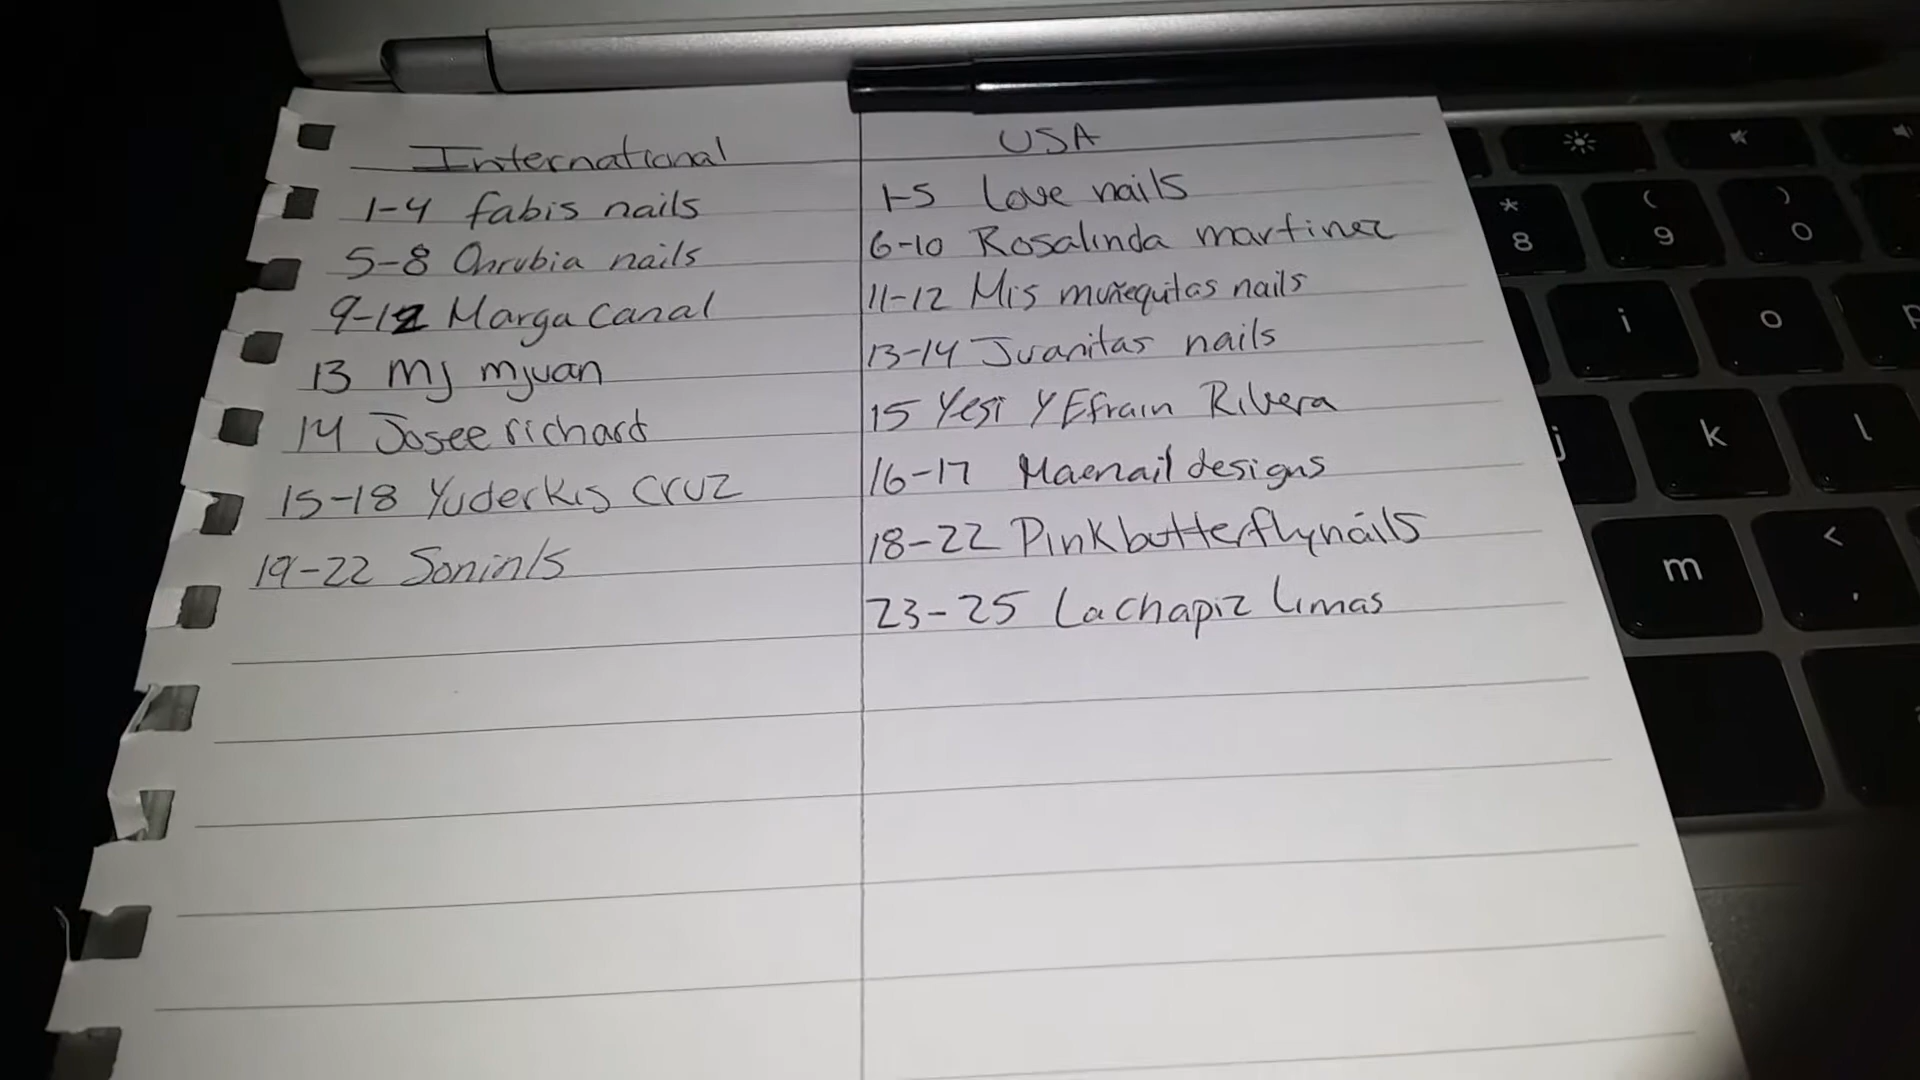 International
1-4 fabis nails
5-8 Onrubia nails
9-12 Marga canal
13 MJ mjuan
14 Josee richard
15-18 Yuderkis cruz
19-22 Soninls
USA
1-5 Love nails
6-10 Rosalinda martinez
11-12 Mis muñequitas nails
13-14 Juanitas nails
15 Yesi Y Efrain Rivera
16-17 Maenail designs
18-22 Pinkbutterflynails
23-25 Lachapiz limas
* 8
( 9
) 0
i
o
p
j
k
l
m
< ,